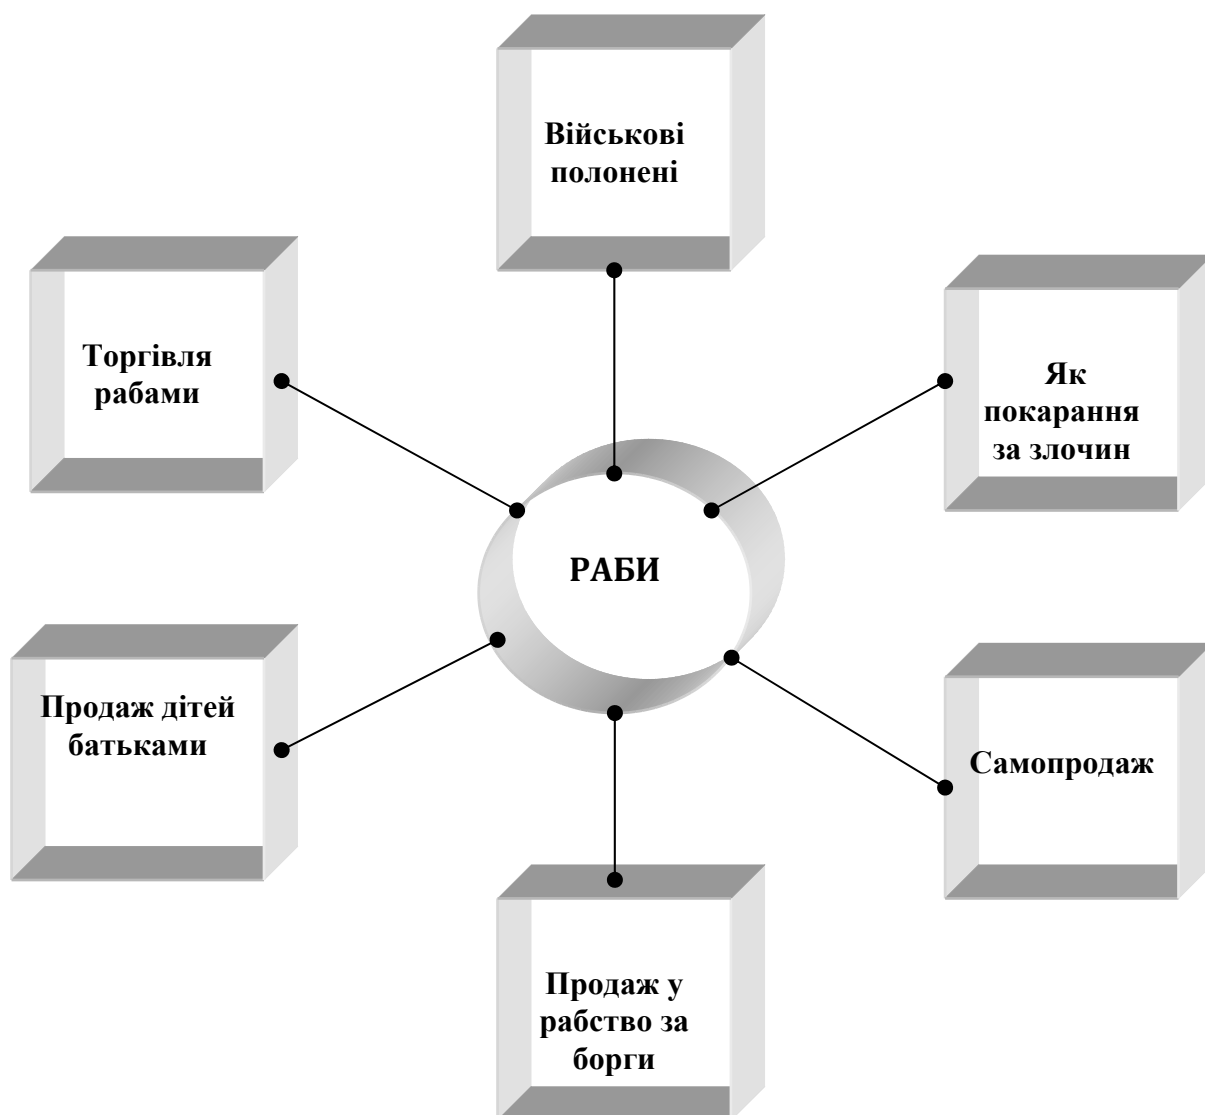 Військові
полонені
Торгівля
рабами
Як
покарання
за злочин
РАБИ
Продаж дітей
батьками
Самопродаж
Продаж у
рабство за
борги